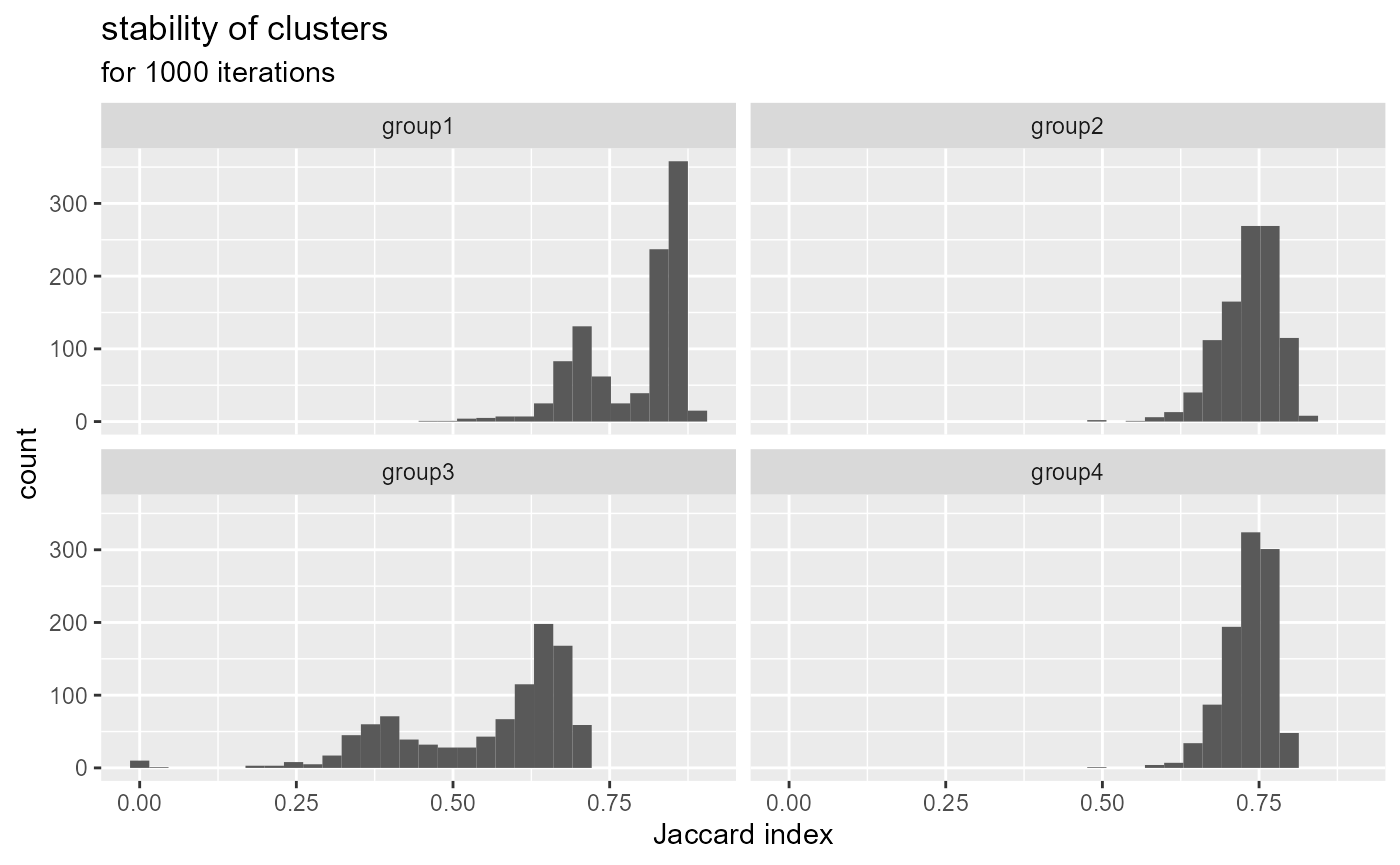 stability of clusters
for 1000 iterations
group1
group2
300
200
100
0
group3
group4
300
200
100
0
count
0.00 0.25 0.50 0.75
0.00 0.25 0.50 0.75
Jaccard index